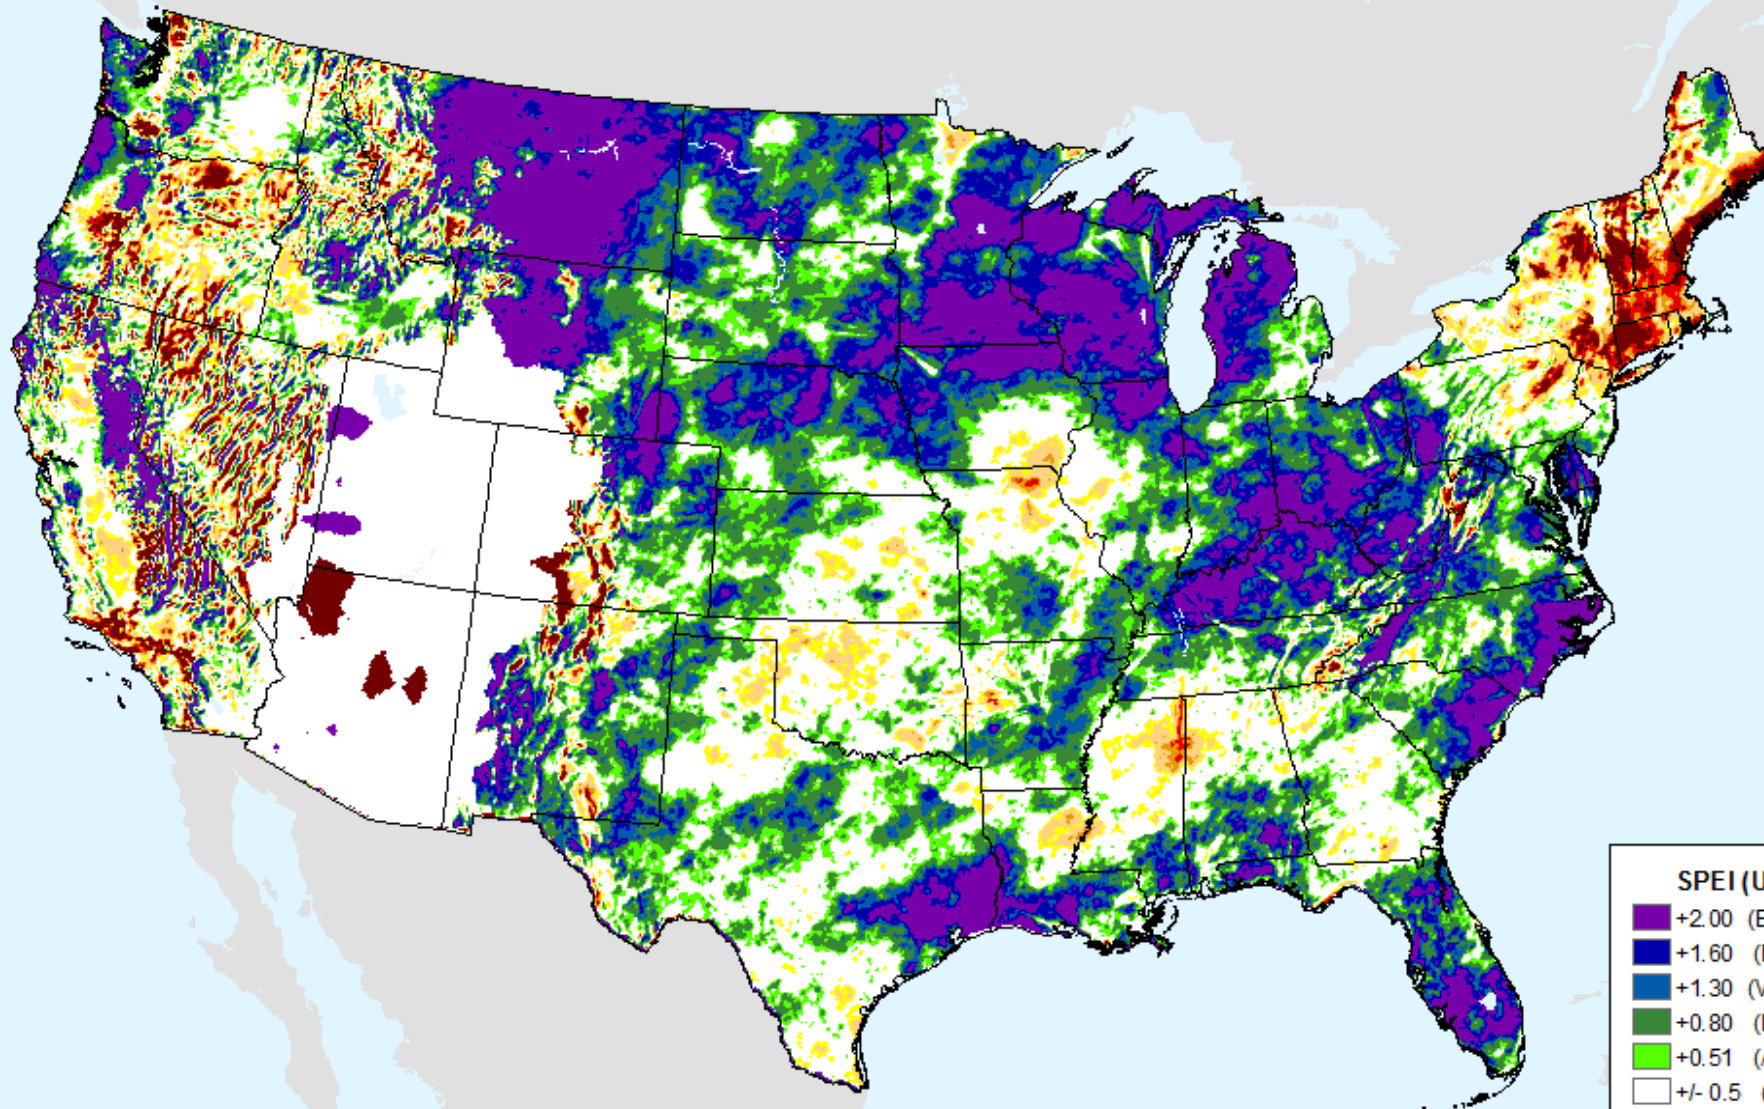 SPEI (U
+2.00 (E
+1.60 (
+1.30 (V
+0.80 (
+0.51 (
+/- 0.5 (